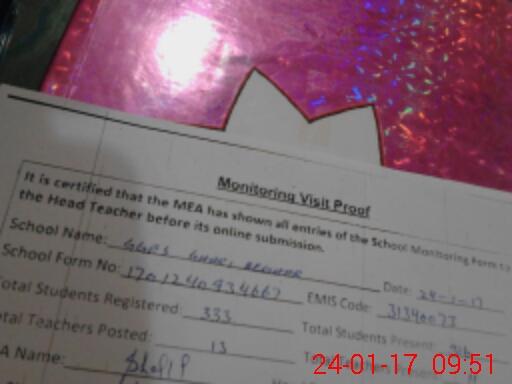 Monitoring Visit Proof
It is certified that the MEA has shown all entries of the School Monitoring Form to
the Head Teacher before its online submission.
School Name: GGPS
Date: 24-1-17
School Form No: 1701240934667
EMIS Code: 31340073
Total Students Registered: 333
Total Students Present:
Total Teachers Posted: 13
A Name:
24-01-17 09:51